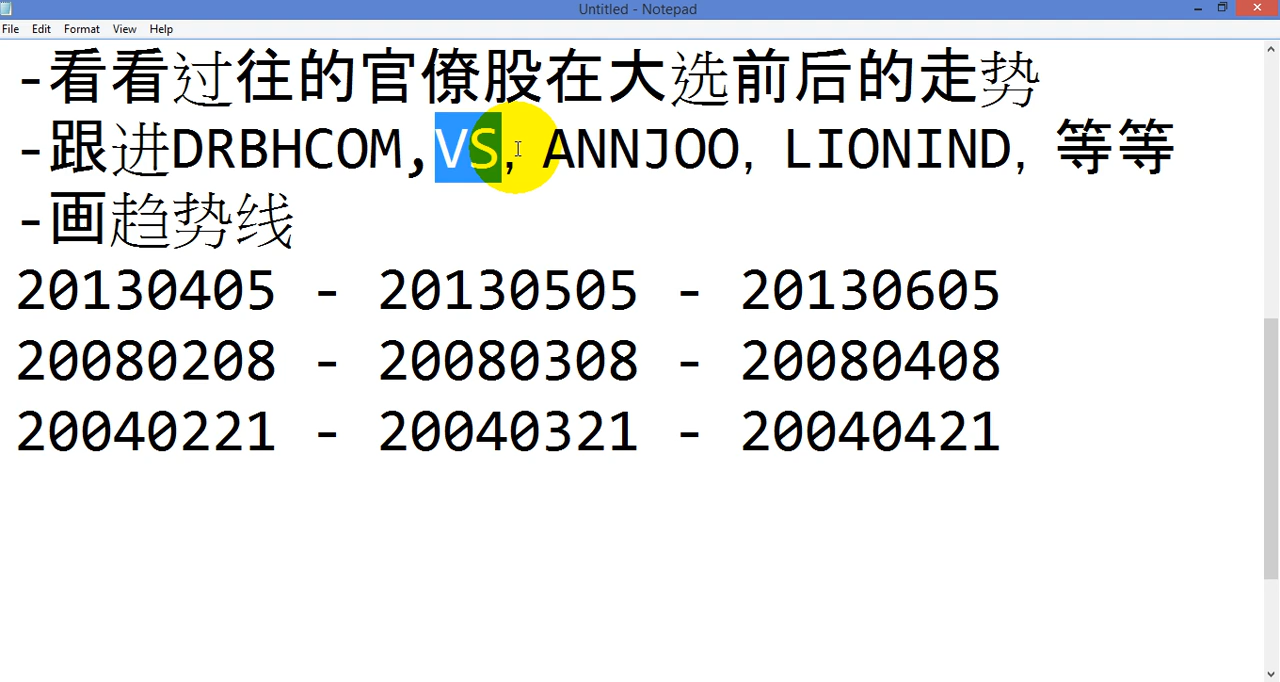 Untitled - Notepad
File Edit Format View Help
-看看过往的官僚股在大选前后的走势
-跟进DRBHCOM,VS, ANNJOO, LIONIND, 等等
-画趋势线
20130405 - 20130505 - 20130605
20080208 - 20080308 - 20080408
20040221 - 20040321 - 20040421